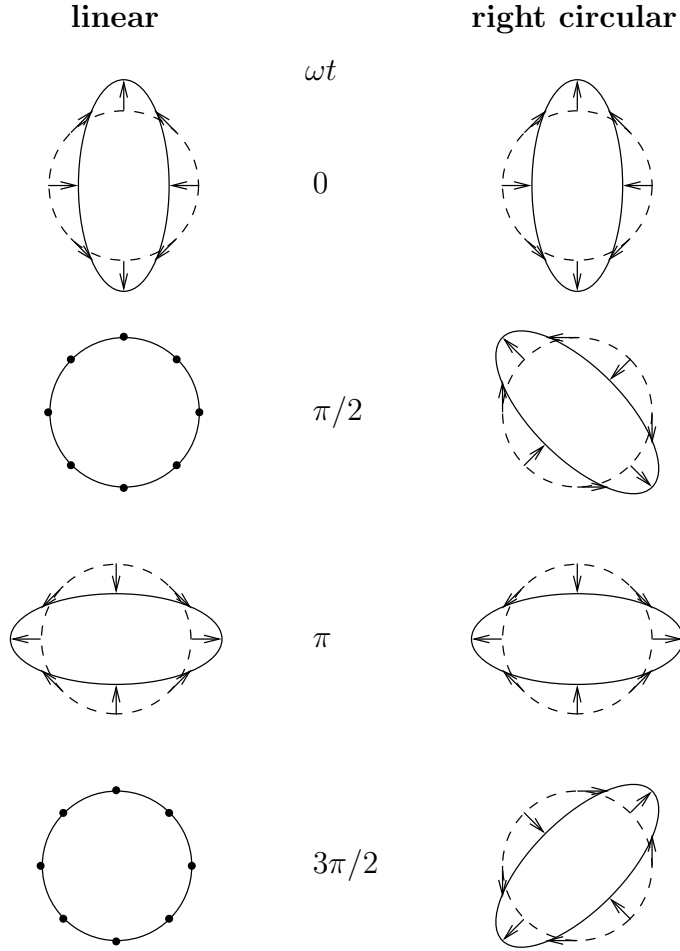 linear
right circular
ωt
0
π/2
π
3π/2